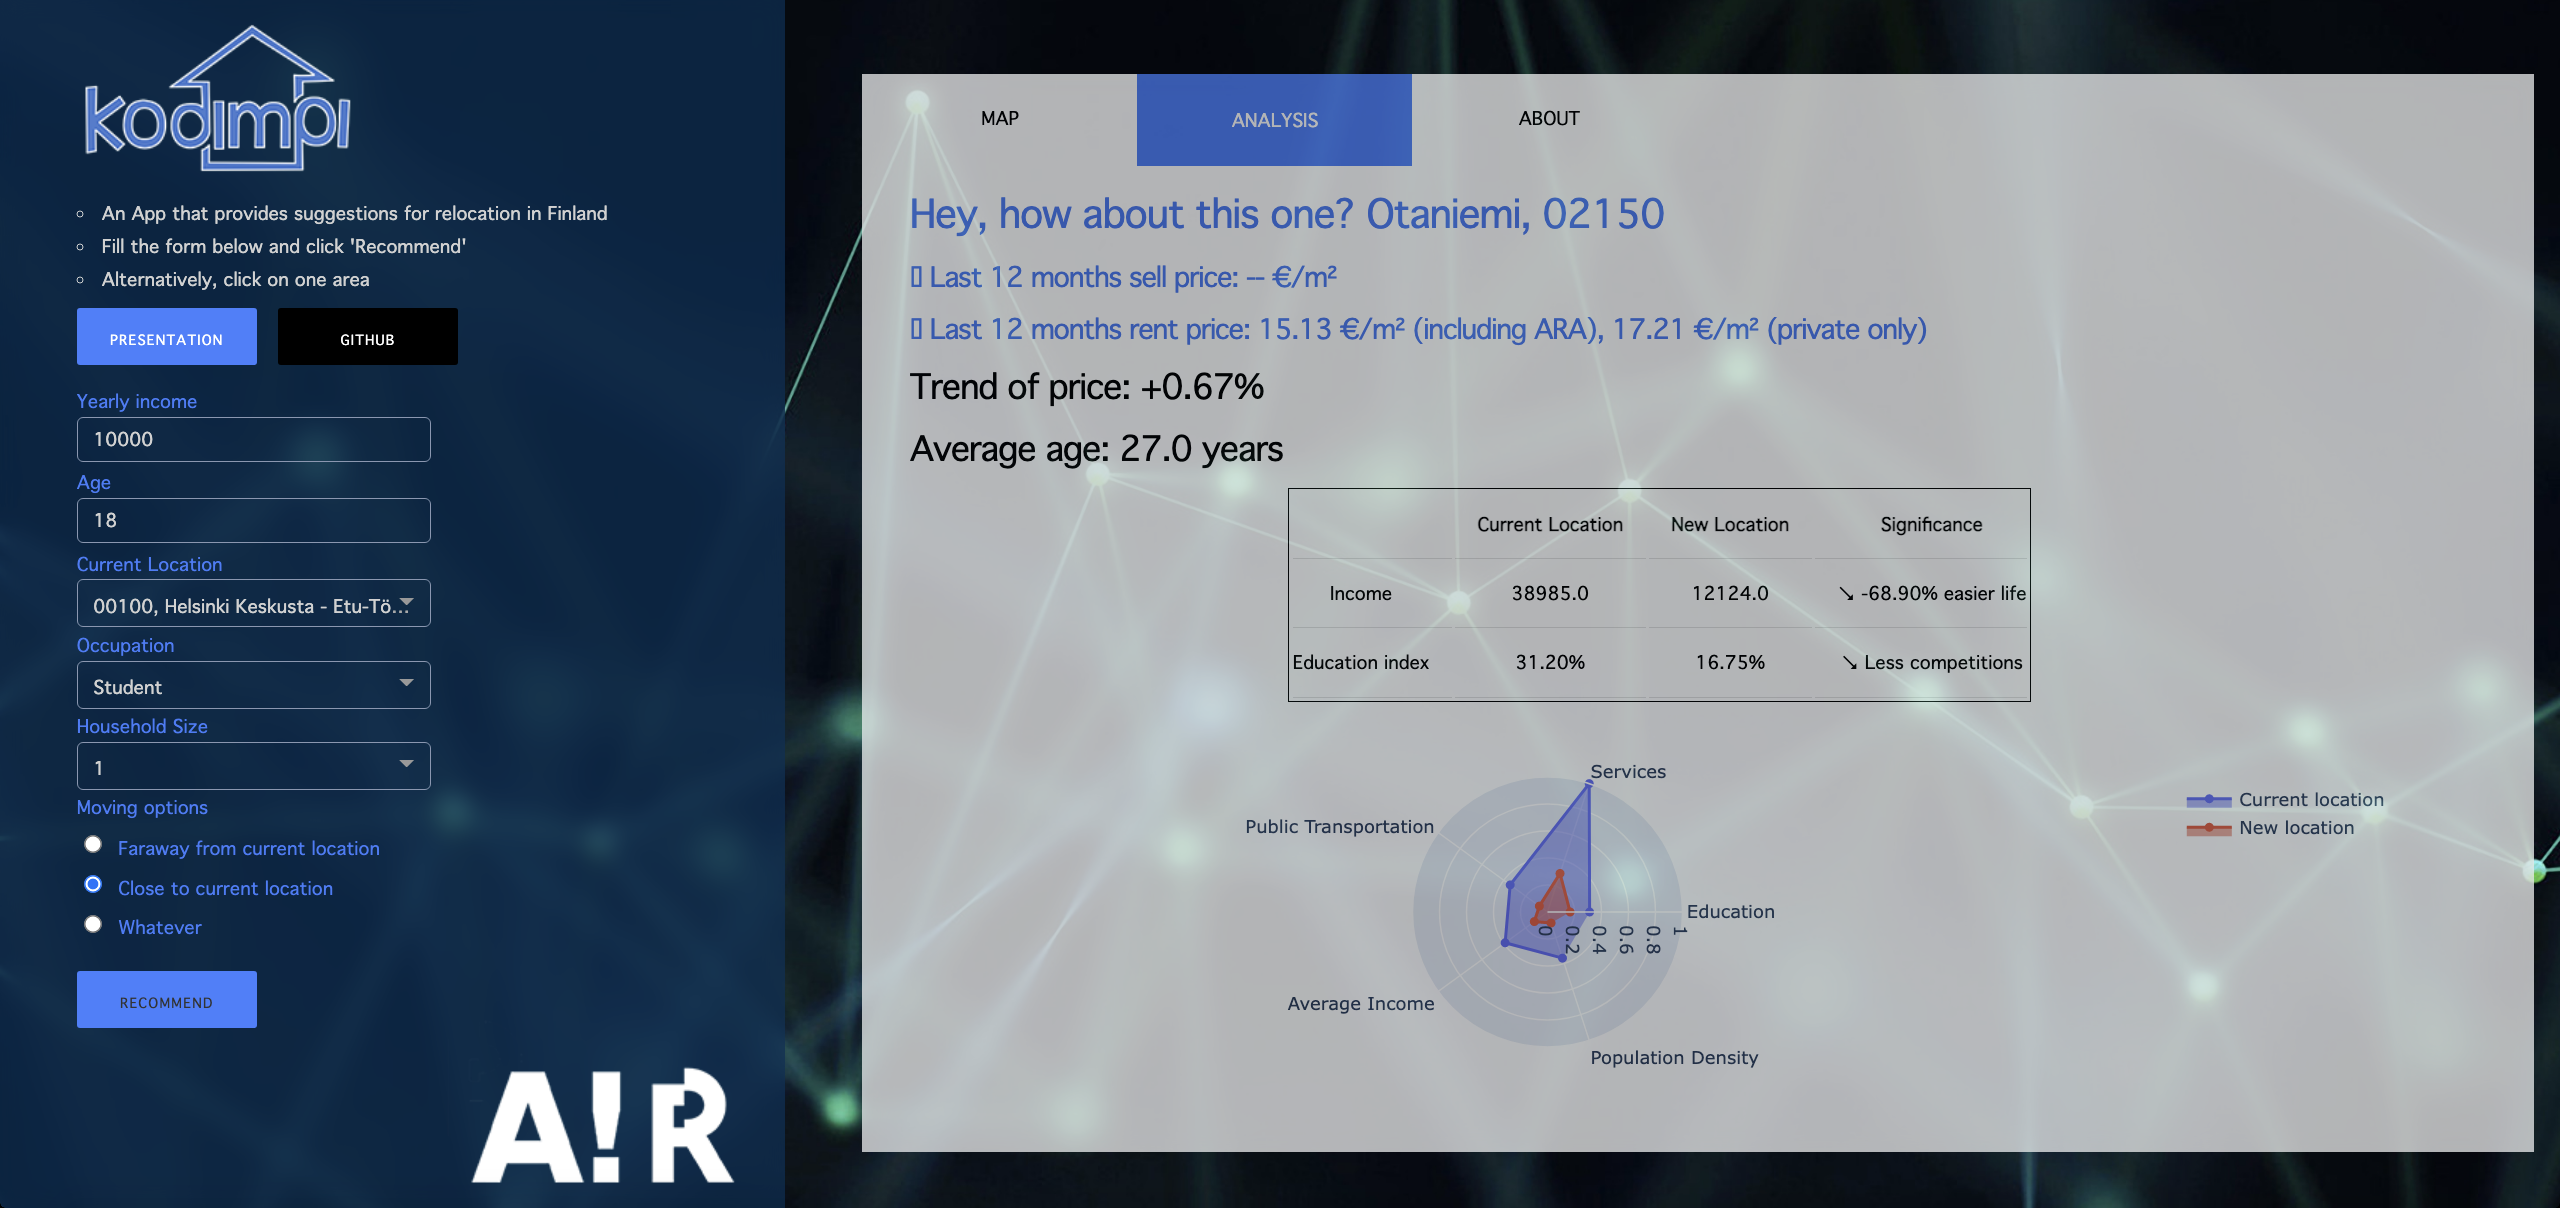 kodimpi
An App that provides suggestions for relocation in Finland
Fill the form below and click 'Recommend'
Alternatively, click on one area
PRESENTATION
GITHUB
Yearly income
10000
Age
18
Current Location
00100, Helsinki Keskusta - Etu-Tö...
Occupation
Student
Household Size
1
Moving options
Faraway from current location
Close to current location
Whatever
RECOMMEND
A!R
MAP
ANALYSIS
ABOUT
Hey, how about this one? Otaniemi, 02150
Last 12 months sell price: -- €/m²
Last 12 months rent price: 15.13 €/m² (including ARA), 17.21 €/m² (private only)
Trend of price: +0.67%
Average age: 27.0 years
Current Location New Location Significance
Income 38985.0 12124.0 ↘ -68.90% easier life
Education index 31.20% 16.75% ↘ Less competitions
Services
Public Transportation
Education
Average Income
Population Density
0 0.2 0.4 0.6 0.8 1
Current location
New location